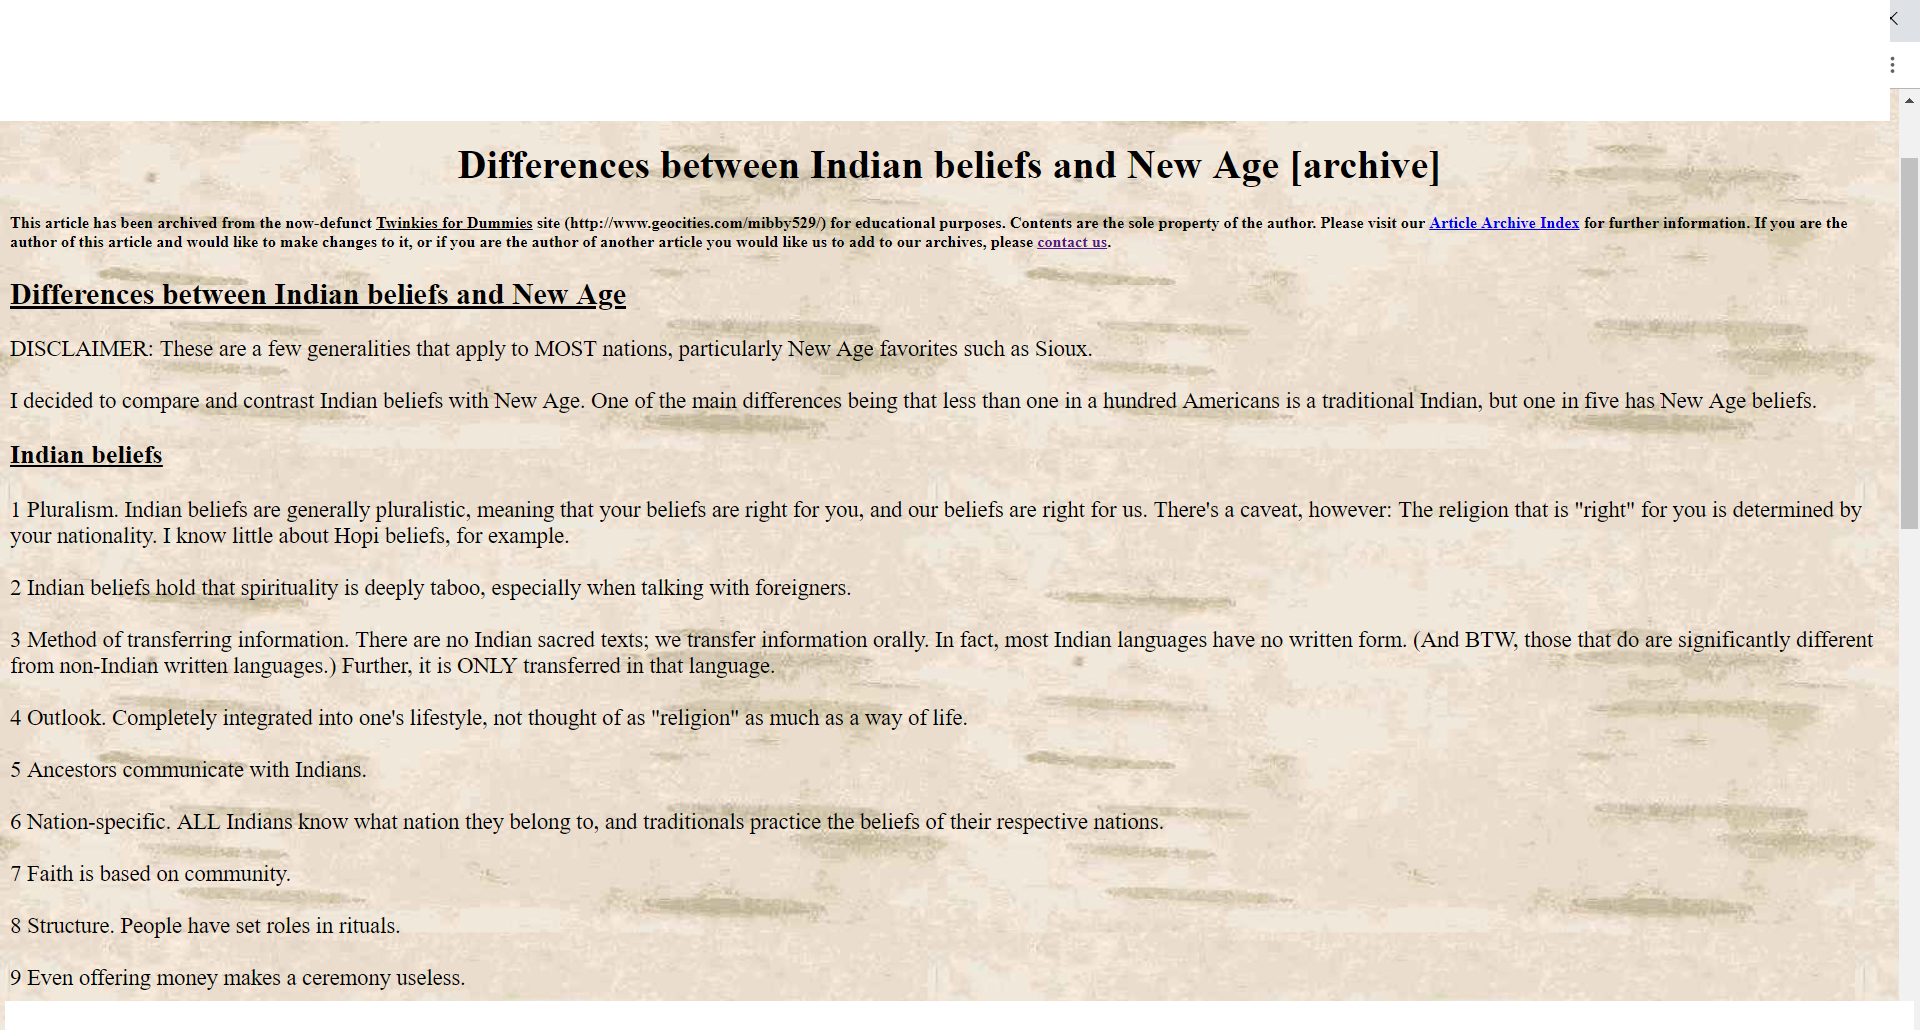 Differences between Indian beliefs and New Age [archive]
This article has been archived from the now-defunct Twinkies for Dummies site (http://www.geocities.com/mibby529/) for educational purposes. Contents are the sole property of the author. Please visit our Article Archive Index for further information. If you are the
author of this article and would like to make changes to it, or if you are the author of another article you would like us to add to our archives, please contact us.
Differences between Indian beliefs and New Age
DISCLAIMER: These are a few generalities that apply to MOST nations, particularly New Age favorites such as Sioux.
I decided to compare and contrast Indian beliefs with New Age. One of the main differences being that less than one in a hundred Americans is a traditional Indian, but one in five has New Age beliefs.
Indian beliefs
1 Pluralism. Indian beliefs are generally pluralistic, meaning that your beliefs are right for you, and our beliefs are right for us. There's a caveat, however: The religion that is "right" for you is determined by
your nationality. I know little about Hopi beliefs, for example.
2 Indian beliefs hold that spirituality is deeply taboo, especially when talking with foreigners.
3 Method of transferring information. There are no Indian sacred texts; we transfer information orally. In fact, most Indian languages have no written form. (And BTW, those that do are significantly different
from non-Indian written languages.) Further, it is ONLY transferred in that language.
4 Outlook. Completely integrated into one's lifestyle, not thought of as "religion" as much as a way of life.
5 Ancestors communicate with Indians.
6 Nation-specific. ALL Indians know what nation they belong to, and traditionals practice the beliefs of their respective nations.
7 Faith is based on community.
8 Structure. People have set roles in rituals.
9 Even offering money makes a ceremony useless.